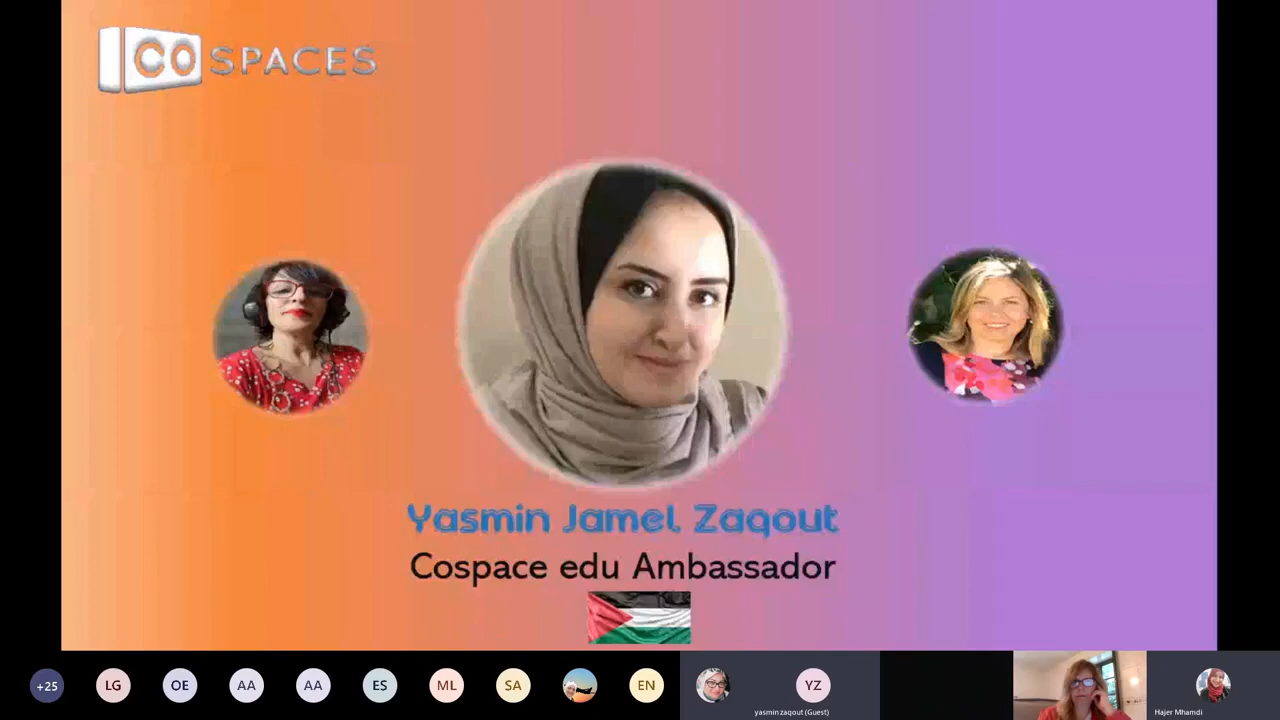 CO SPACES
Yasmin Jamel Zaqout
Cospace edu Ambassador
+25
LG
OE
AA
AA
ES
ML
SA
EN
YZ
yasmin zaqout (Guest)
Hajer Mhamdi